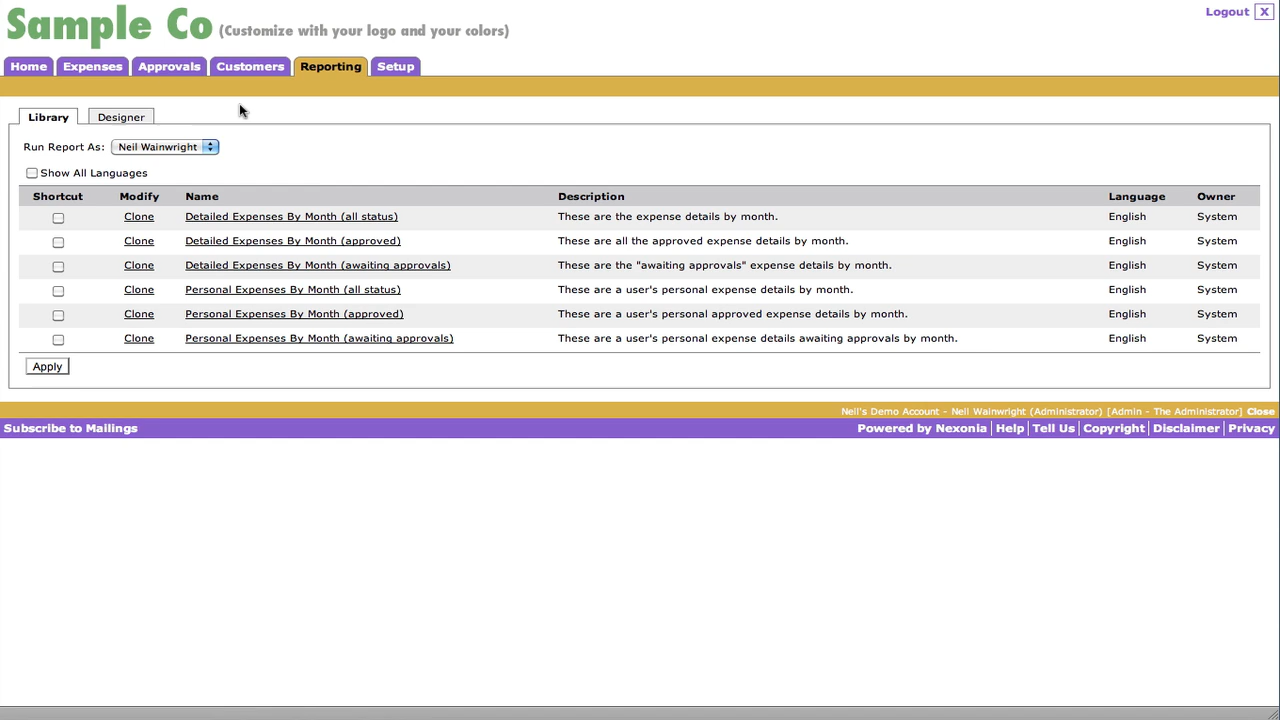 Sample Co (Customize with your logo and your colors)
Logout X
Home Expenses Approvals Customers Reporting Setup
Library Designer
Run Report As: Neil Wainwright
Show All Languages
Shortcut Modify Name Description Language Owner
Clone Detailed Expenses By Month (all status) These are the expense details by month. English System
Clone Detailed Expenses By Month (approved) These are all the approved expense details by month. English System
Clone Detailed Expenses By Month (awaiting approvals) These are the "awaiting approvals" expense details by month. English System
Clone Personal Expenses By Month (all status) These are a user's personal expense details by month. English System
Clone Personal Expenses By Month (approved) These are a user's personal approved expense details by month. English System
Clone Personal Expenses By Month (awaiting approvals) These are a user's personal expense details awaiting approvals by month. English System
Apply
Neil's Demo Account - Neil Wainwright (Administrator) [Admin - The Administrator] Close
Subscribe to Mailings Powered by Nexonia | Help | Tell Us | Copyright | Disclaimer | Privacy